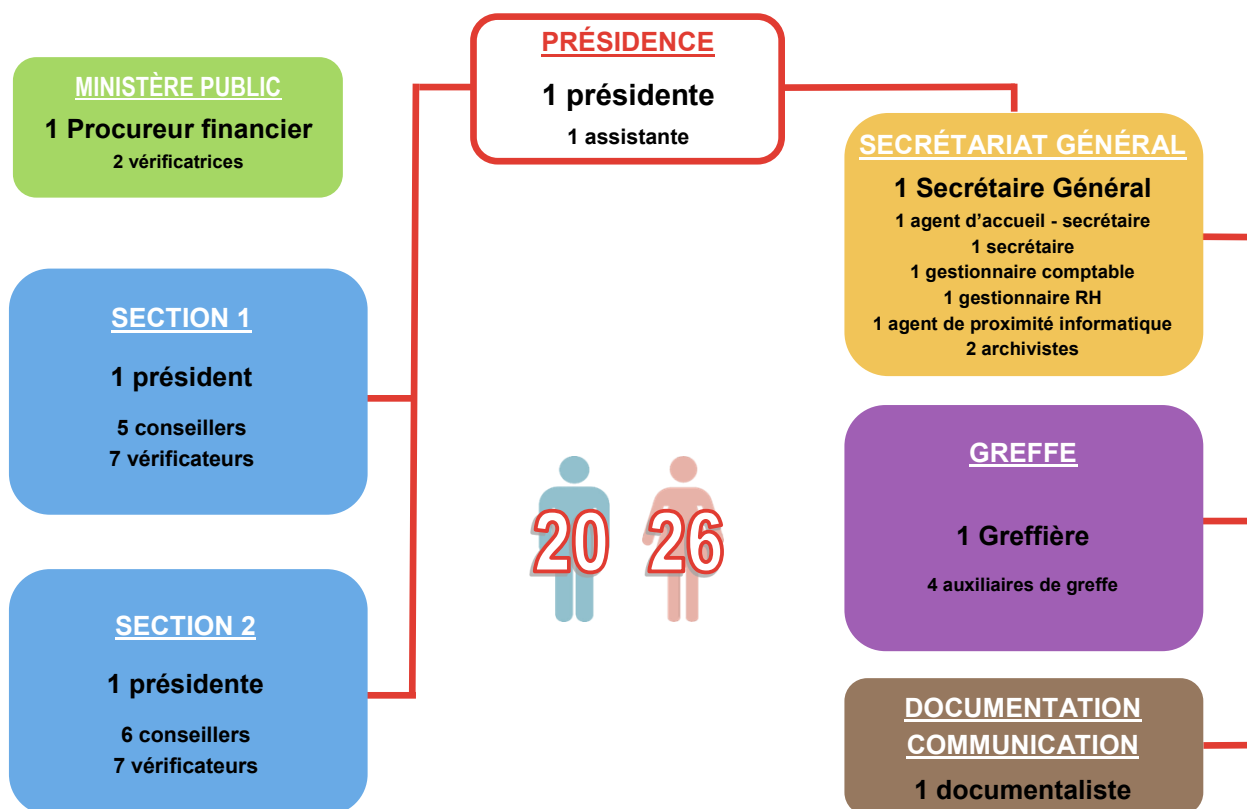 PRÉSIDENCE
1 présidente
1 assistante
MINISTÈRE PUBLIC
1 Procureur financier
2 vérificatrices
SECRÉTARIAT GÉNÉRAL
1 Secrétaire Général
1 agent d'accueil - secrétaire
1 secrétaire
1 gestionnaire comptable
1 gestionnaire RH
1 agent de proximité informatique
2 archivistes
SECTION 1
1 président
5 conseillers
7 vérificateurs
GREFFE
1 Greffière
4 auxiliaires de greffe
20 26
SECTION 2
1 présidente
6 conseillers
7 vérificateurs
DOCUMENTATION
COMMUNICATION
1 documentaliste